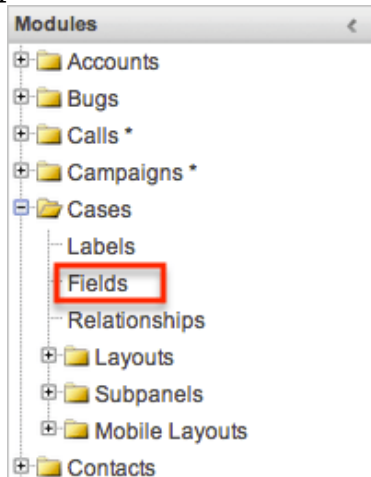 Modules
Accounts
Bugs
Calls *
Campaigns *
Cases
Labels
Fields
Relationships
Layouts
Subpanels
Mobile Layouts
Contacts